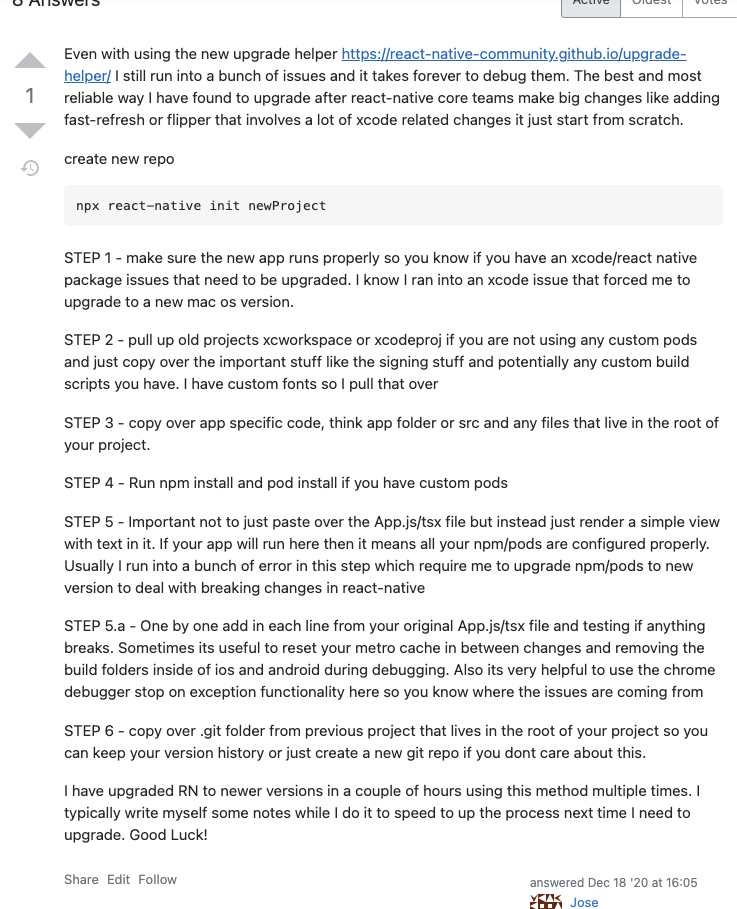 8 Answers
Active Oldest Votes
Even with using the new upgrade helper https://react-native-community.github.io/upgrade-
helper/ I still run into a bunch of issues and it takes forever to debug them. The best and most
reliable way I have found to upgrade after react-native core teams make big changes like adding
fast-refresh or flipper that involves a lot of xcode related changes it just start from scratch.
1
create new repo
npx react-native init newProject
STEP 1 - make sure the new app runs properly so you know if you have an xcode/react native
package issues that need to be upgraded. I know I ran into an xcode issue that forced me to
upgrade to a new mac os version.
STEP 2 - pull up old projects xcworkspace or xcodeproj if you are not using any custom pods
and just copy over the important stuff like the signing stuff and potentially any custom build
scripts you have. I have custom fonts so I pull that over
STEP 3 - copy over app specific code, think app folder or src and any files that live in the root of
your project.
STEP 4 - Run npm install and pod install if you have custom pods
STEP 5 - Important not to just paste over the App.js/tsx file but instead just render a simple view
with text in it. If your app will run here then it means all your npm/pods are configured properly.
Usually I run into a bunch of error in this step which require me to upgrade npm/pods to new
version to deal with breaking changes in react-native
STEP 5.a - One by one add in each line from your original App.js/tsx file and testing if anything
breaks. Sometimes its useful to reset your metro cache in between changes and removing the
build folders inside of ios and android during debugging. Also its very helpful to use the chrome
debugger stop on exception functionality here so you know where the issues are coming from
STEP 6 - copy over .git folder from previous project that lives in the root of your project so you
can keep your version history or just create a new git repo if you dont care about this.
I have upgraded RN to newer versions in a couple of hours using this method multiple times. I
typically write myself some notes while I do it to speed to up the process next time I need to
upgrade. Good Luck!
Share Edit Follow
answered Dec 18 '20 at 16:05
Jose